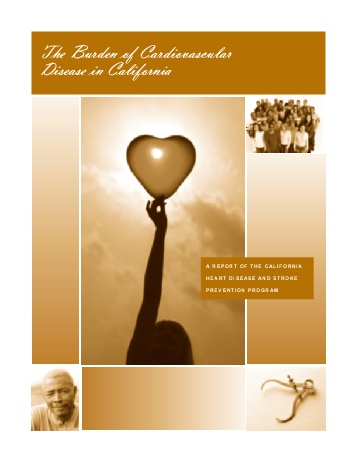 The Burden of Cardiovascular
Disease in California
A REPORT OF THE CALIFORNIA
HEART DISEASE AND STROKE
PREVENTION PROGRAM